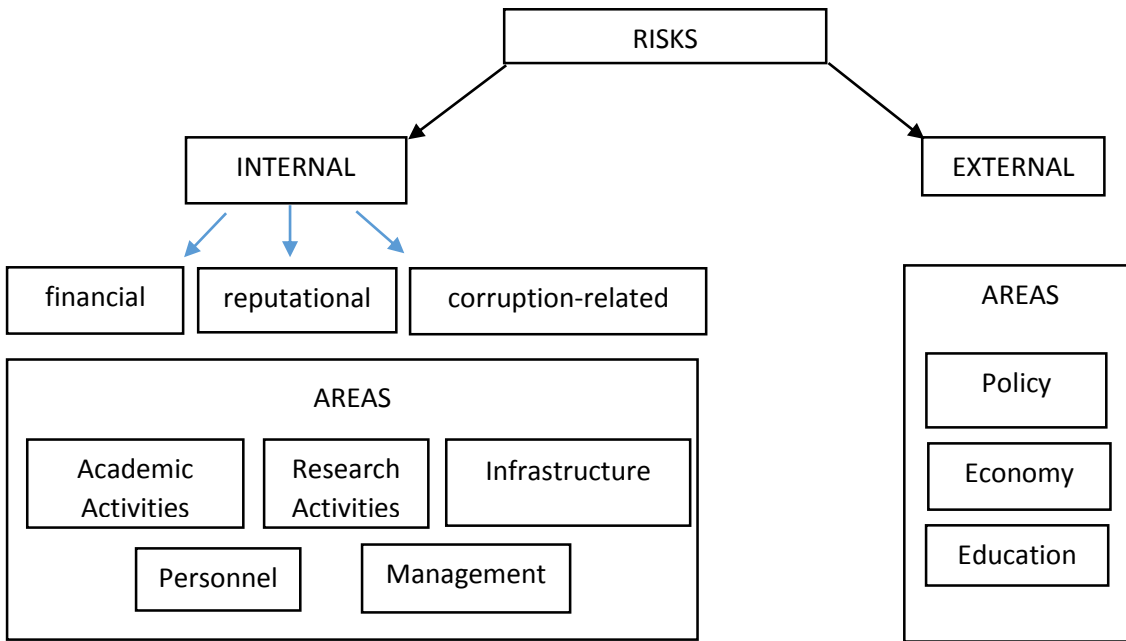 RISKS
INTERNAL
EXTERNAL
financial
reputational
corruption-related
AREAS
Academic
Activities
Research
Activities
Infrastructure
Personnel
Management
AREAS
Policy
Economy
Education